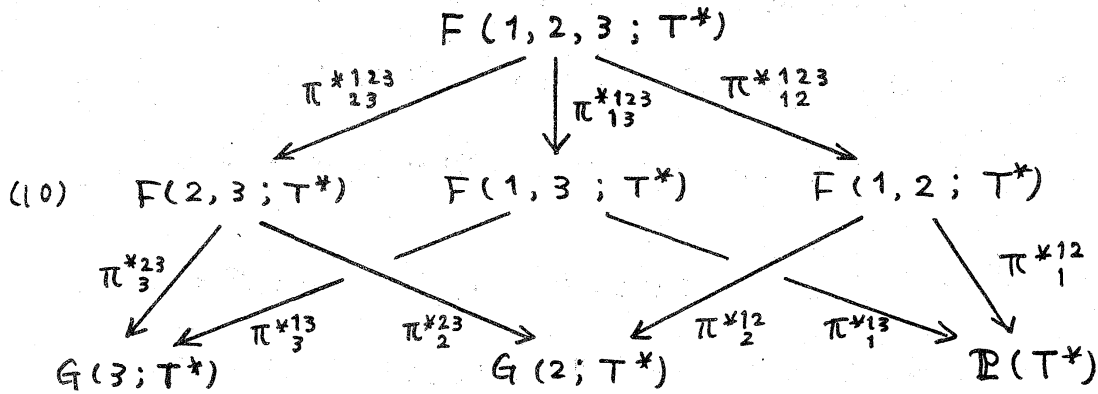 F(1,2,3; T*)
π*123 23 π*123 13 π*123 12
(10) F(2,3; T*) F(1,3; T*) F(1,2; T*)
π*23 3 π*13 3 π*23 2 π*12 2 π*13 1 π*12 1
G(3; T*) G(2; T*) ℙ(T*)